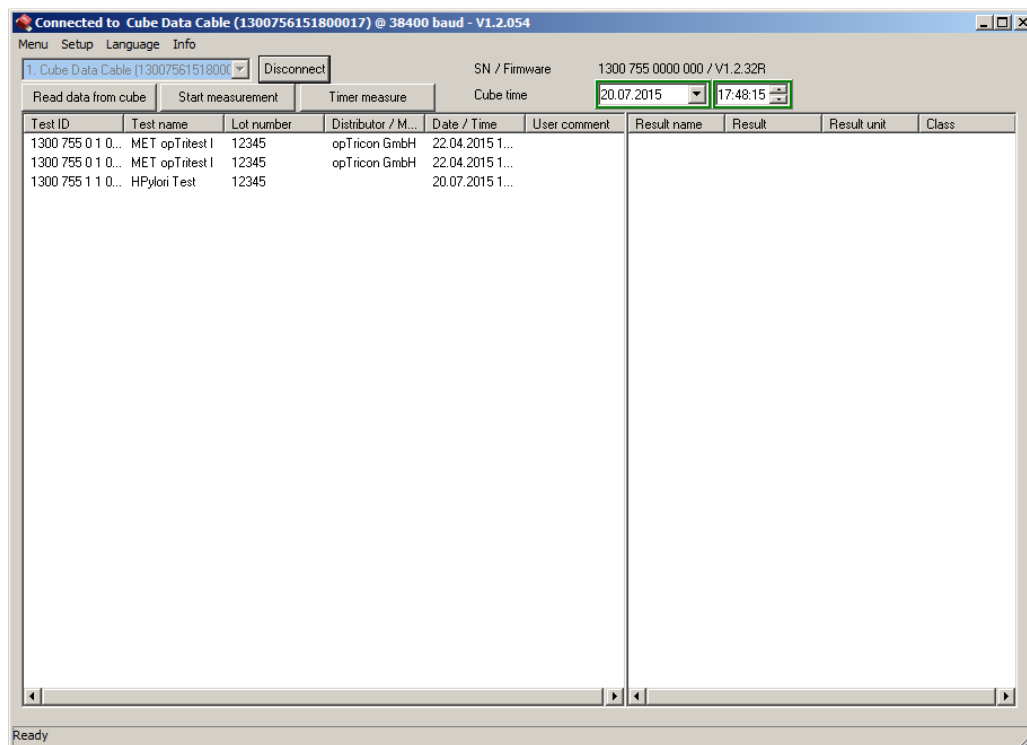 Connected to Cube Data Cable (1300756151800017) @ 38400 baud - V1.2.054
Menu Setup Language Info
1. Cube Data Cable (130075615180 Disconnect SN / Firmware 1300 755 0000 000 / V1.2.32R
Read data from cube Start measurement Timer measure Cube time 20.07.2015 17:48:15
Test ID Test name Lot number Distributor / M... Date / Time User comment Result name Result Result unit Class
1300 755 0 1 0... MET opTritest I 12345 opTricon GmbH 22.04.2015 1...
1300 755 0 1 0... MET opTritest I 12345 opTricon GmbH 22.04.2015 1...
1300 755 1 1 0... HPylori Test 12345 20.07.2015 1...
Ready